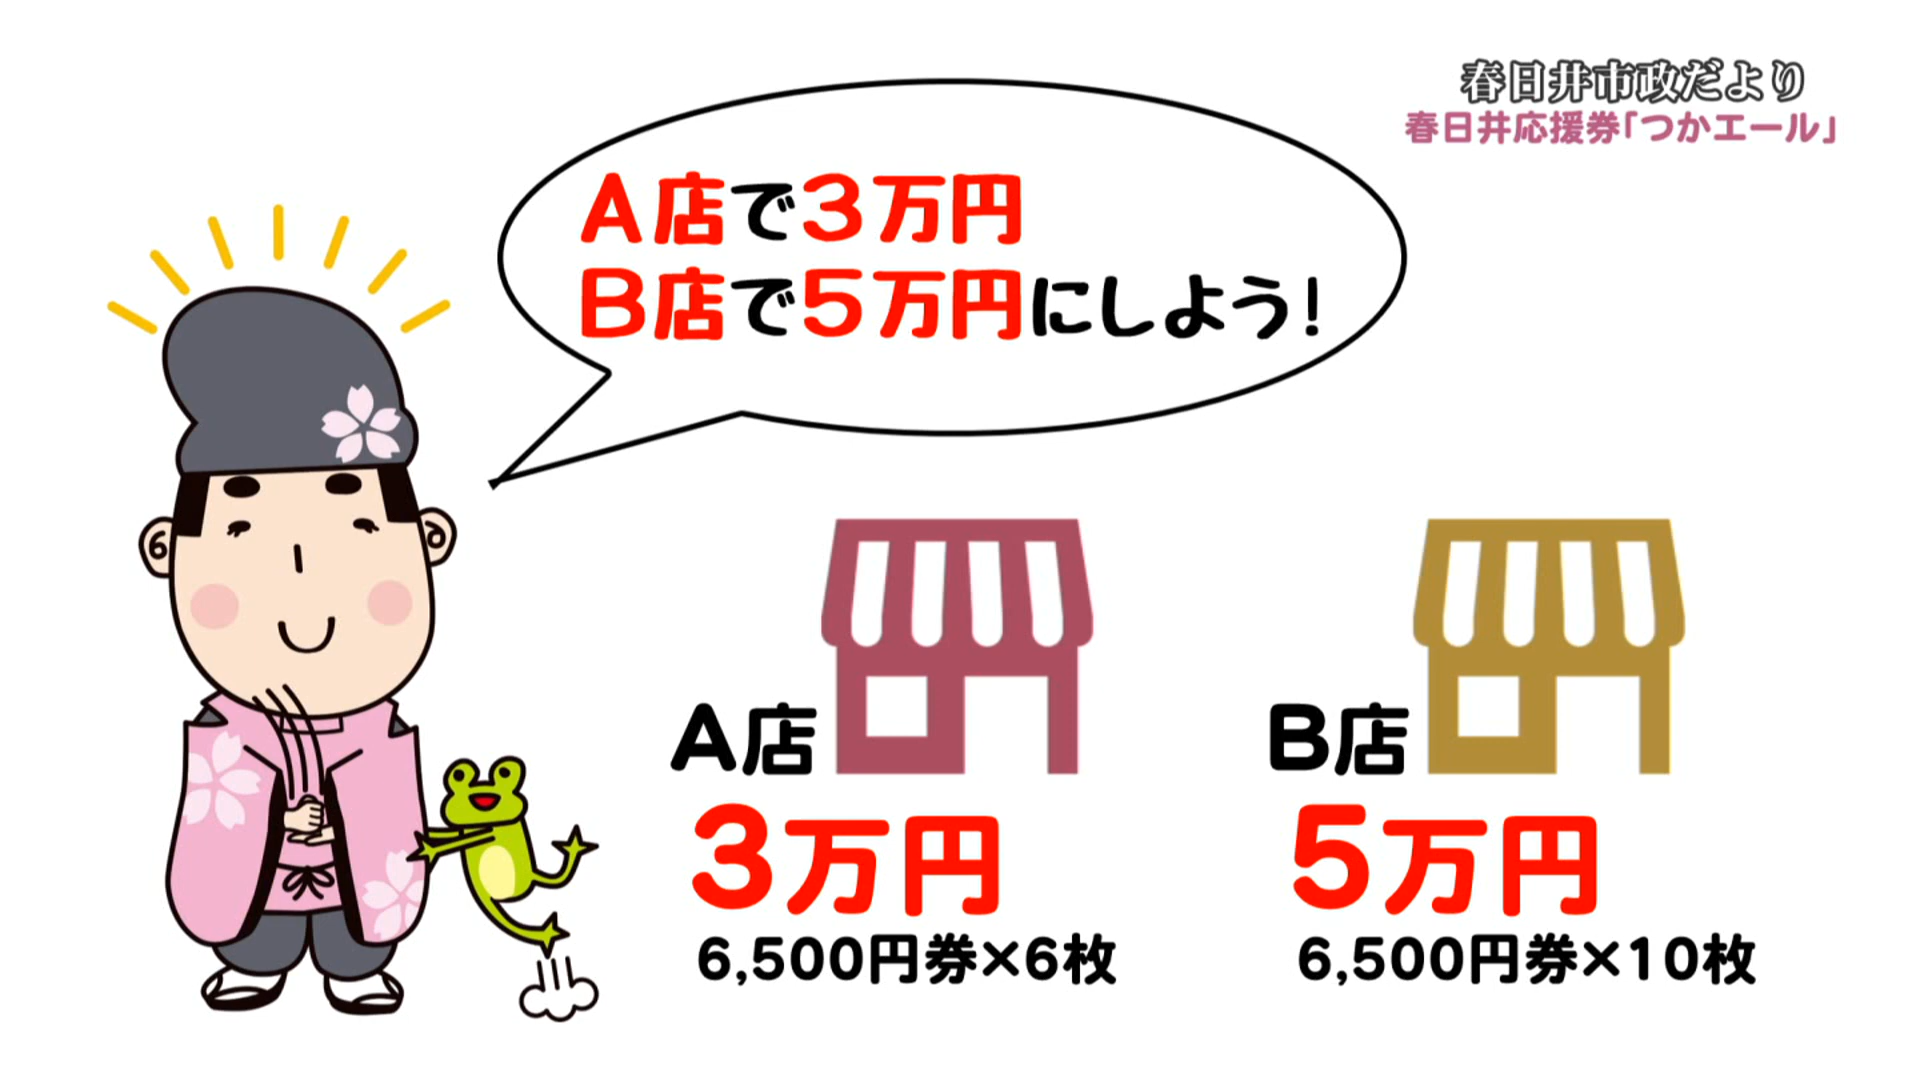 春日井市政だより
春日井応援券「つかエール」
A店で3万円
B店で5万円にしよう!
A店
3万円
6,500円券×6枚
B店
5万円
6,500円券×10枚